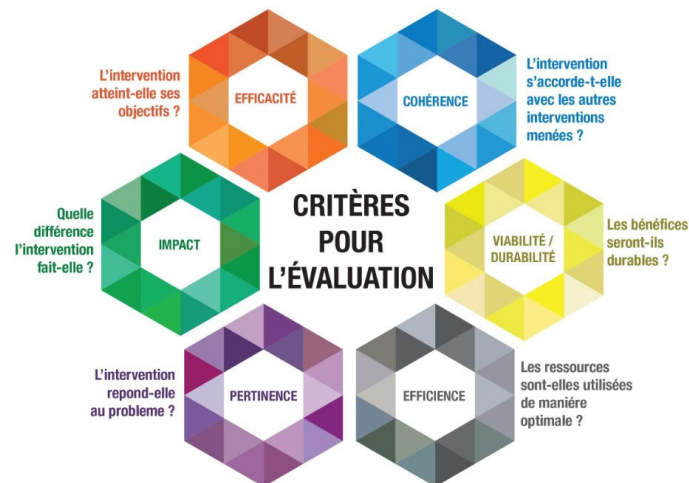 L'intervention
atteint-elle ses
objectifs ?
EFFICACITÉ
COHÉRENCE
L'intervention
s'accorde-t-elle
avec les autres
interventions
menées ?
Quelle
différence
l'intervention
fait-elle ?
IMPACT
CRITÈRES
POUR
L'ÉVALUATION
VIABILITÉ /
DURABILITÉ
Les bénéfices
seront-ils
durables ?
L'intervention
repond-elle
au probleme ?
PERTINENCE
EFFICIENCE
Les ressources
sont-elles utilisées
de maniére
optimale ?